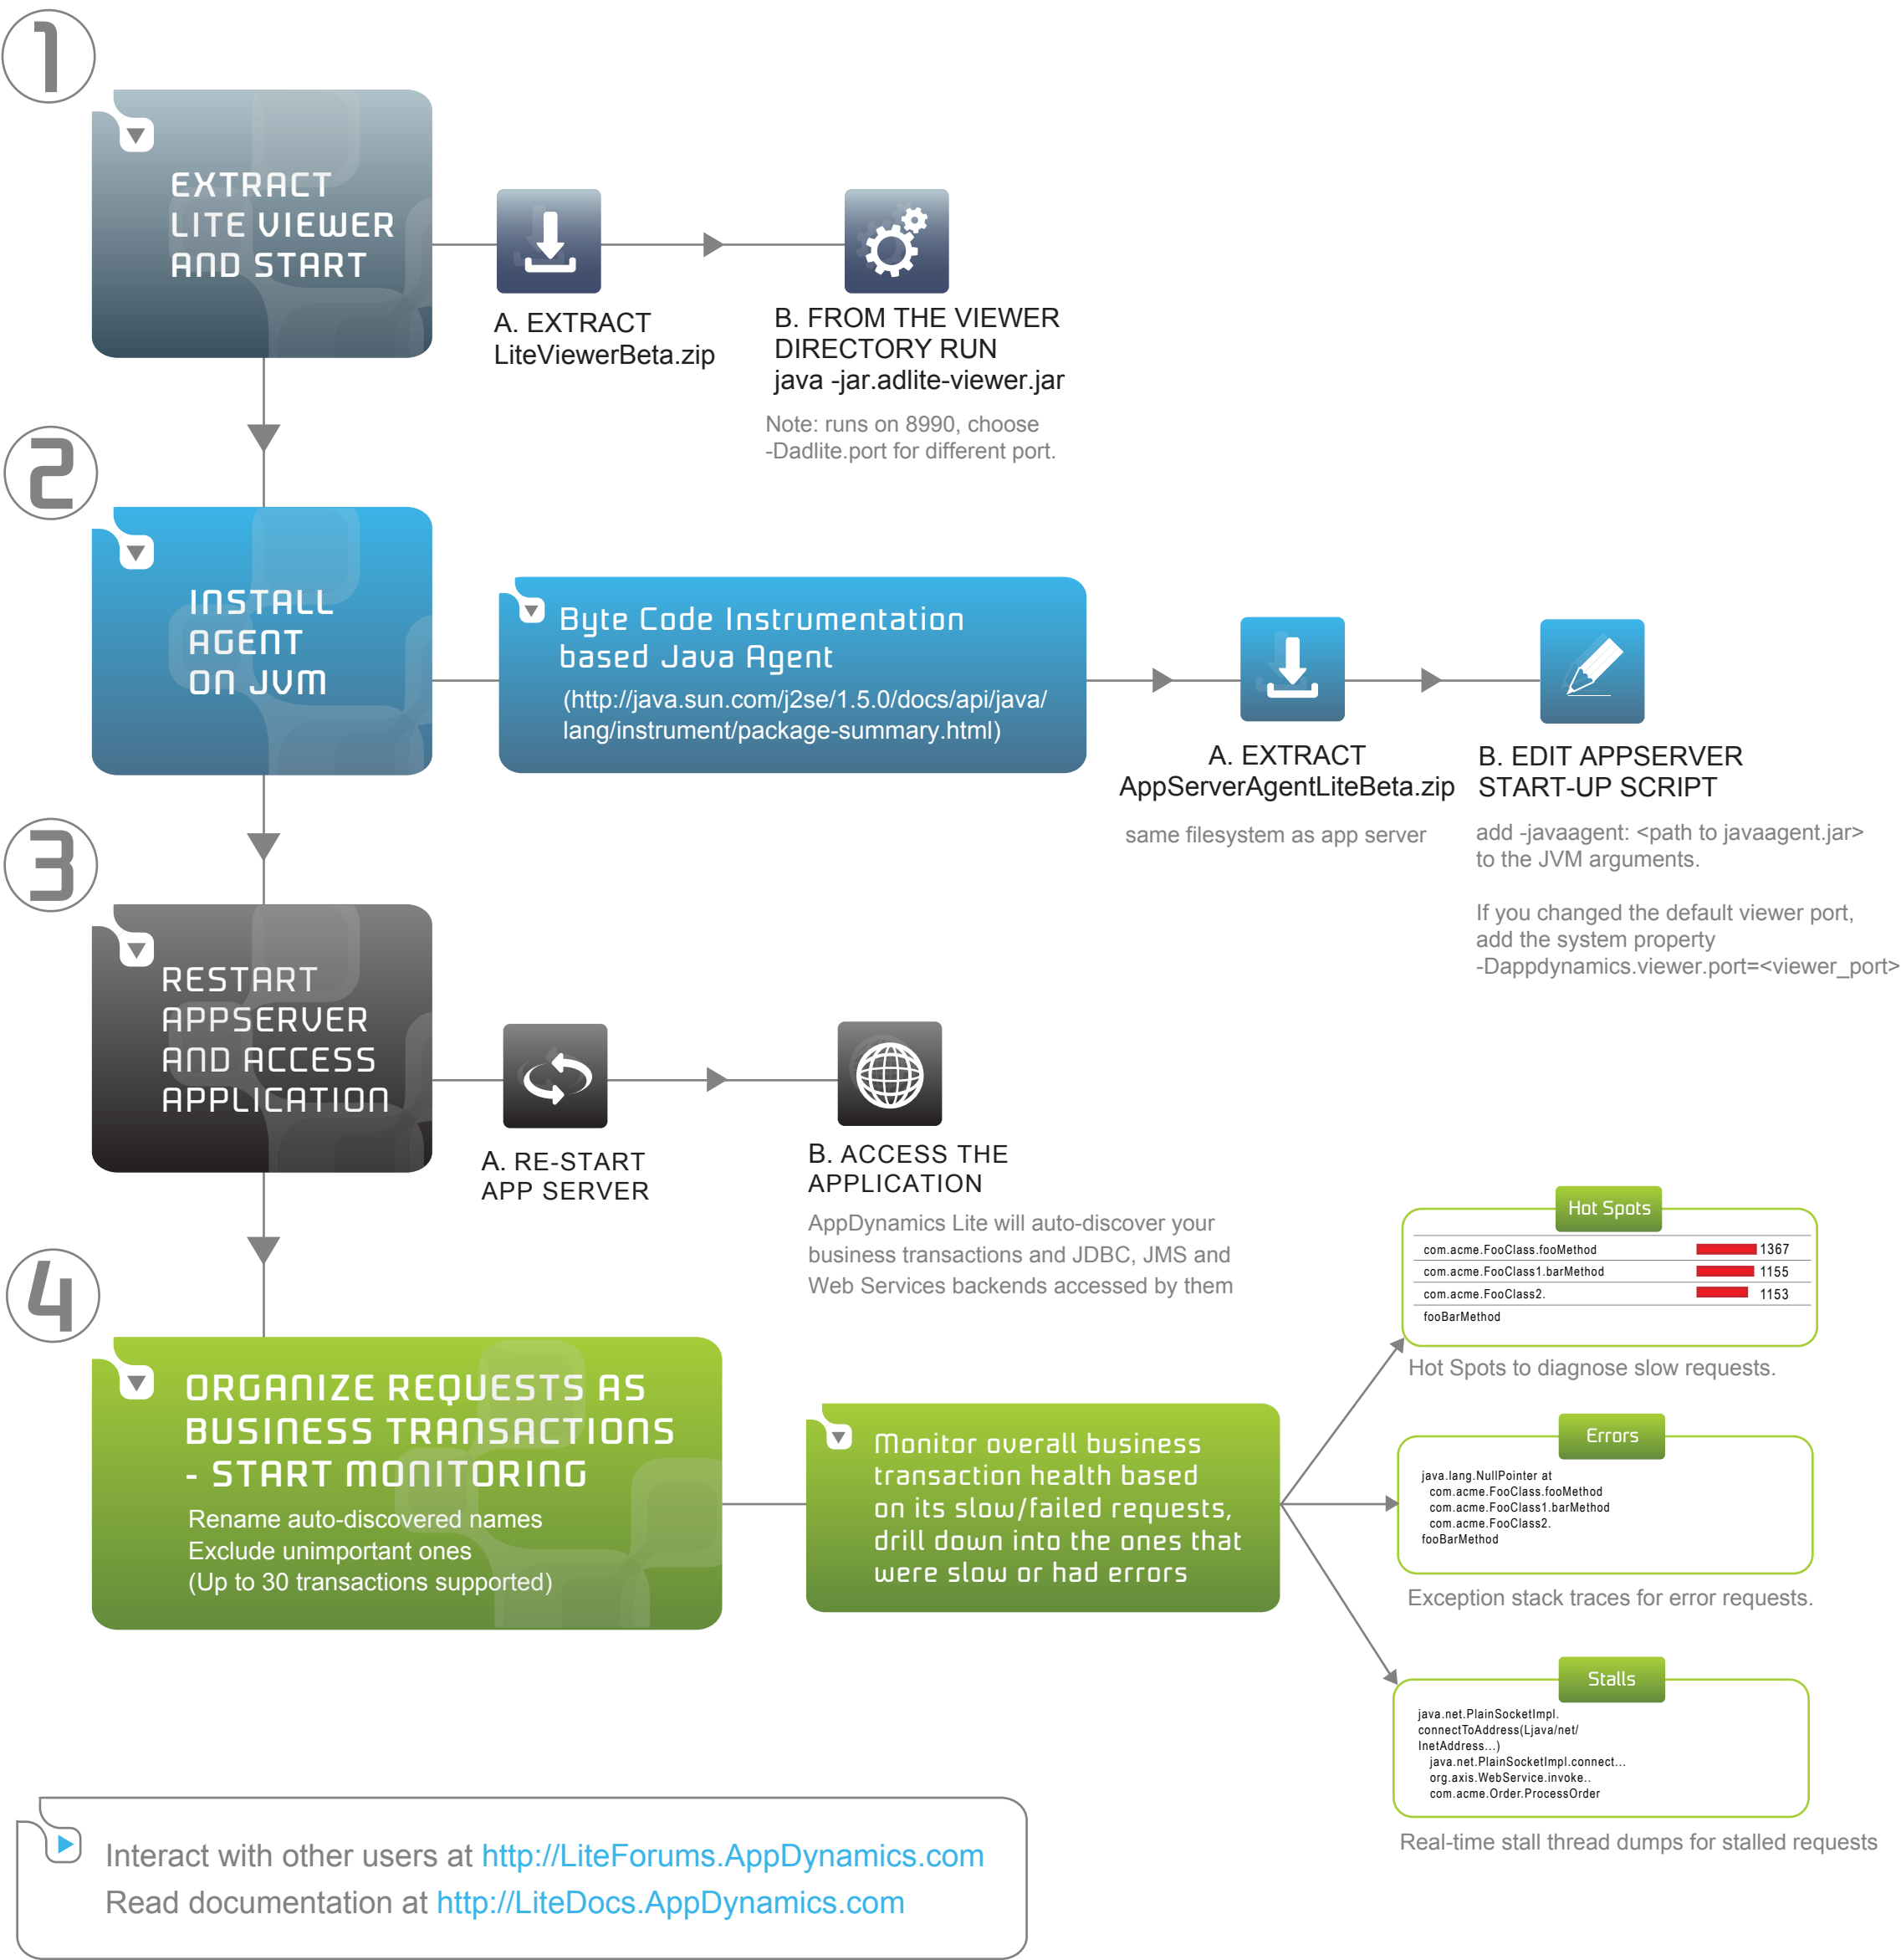 1
EXTRACT
LITE VIEWER
AND START
A. EXTRACT
LiteViewerBeta.zip
B. FROM THE VIEWER
DIRECTORY RUN
java -jar.adlite-viewer.jar
Note: runs on 8990, choose
-Dadlite.port for different port.
2
INSTALL
AGENT
ON JVM
Byte Code Instrumentation
based Java Agent
(http://java.sun.com/j2se/1.5.0/docs/api/java/
lang/instrument/package-summary.html)
A. EXTRACT
AppServerAgentLiteBeta.zip
same filesystem as app server
B. EDIT APPSERVER
START-UP SCRIPT
add -javaagent: <path to javaagent.jar>
to the JVM arguments.
If you changed the default viewer port,
add the system property
-Dappdynamics.viewer.port=<viewer_port>
3
RESTART
APPSERVER
AND ACCESS
APPLICATION
A. RE-START
APP SERVER
B. ACCESS THE
APPLICATION
AppDynamics Lite will auto-discover your
business transactions and JDBC, JMS and
Web Services backends accessed by them
4
ORGANIZE REQUESTS AS
BUSINESS TRANSACTIONS
- START MONITORING
Rename auto-discovered names
Exclude unimportant ones
(Up to 30 transactions supported)
Monitor overall business
transaction health based
on its slow/failed requests,
drill down into the ones that
were slow or had errors
Hot Spots
com.acme.FooClass.fooMethod 1367
com.acme.FooClass1.barMethod 1155
com.acme.FooClass2. 1153
fooBarMethod
Hot Spots to diagnose slow requests.
Errors
java.lang.NullPointer at
com.acme.FooClass.fooMethod
com.acme.FooClass1.barMethod
com.acme.FooClass2.
fooBarMethod
Exception stack traces for error requests.
Stalls
java.net.PlainSocketImpl.
connectToAddress(Ljava/net/
InetAddress...)
java.net.PlainSocketImpl.connect...
org.axis.WebService.invoke..
com.acme.Order.ProcessOrder
Real-time stall thread dumps for stalled requests
Interact with other users at http://LiteForums.AppDynamics.com
Read documentation at http://LiteDocs.AppDynamics.com